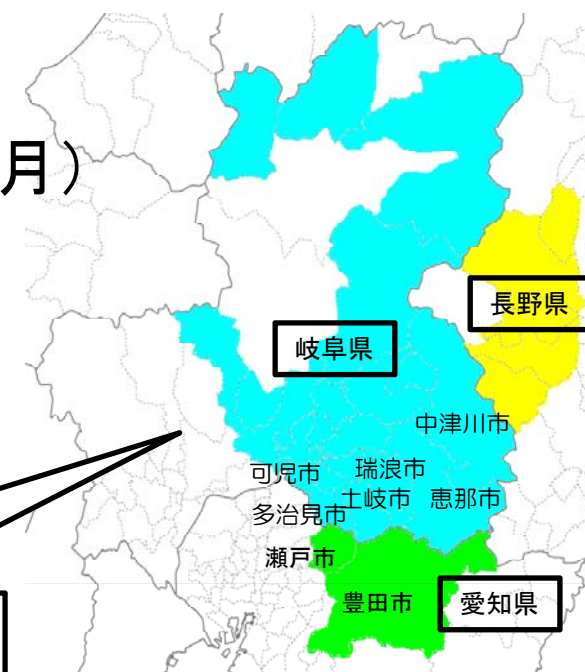 月）
長野県
岐阜県
中津川市
可児市
瑞浪市
多治見市
土岐市
恵那市
瀬戸市
豊田市
愛知県